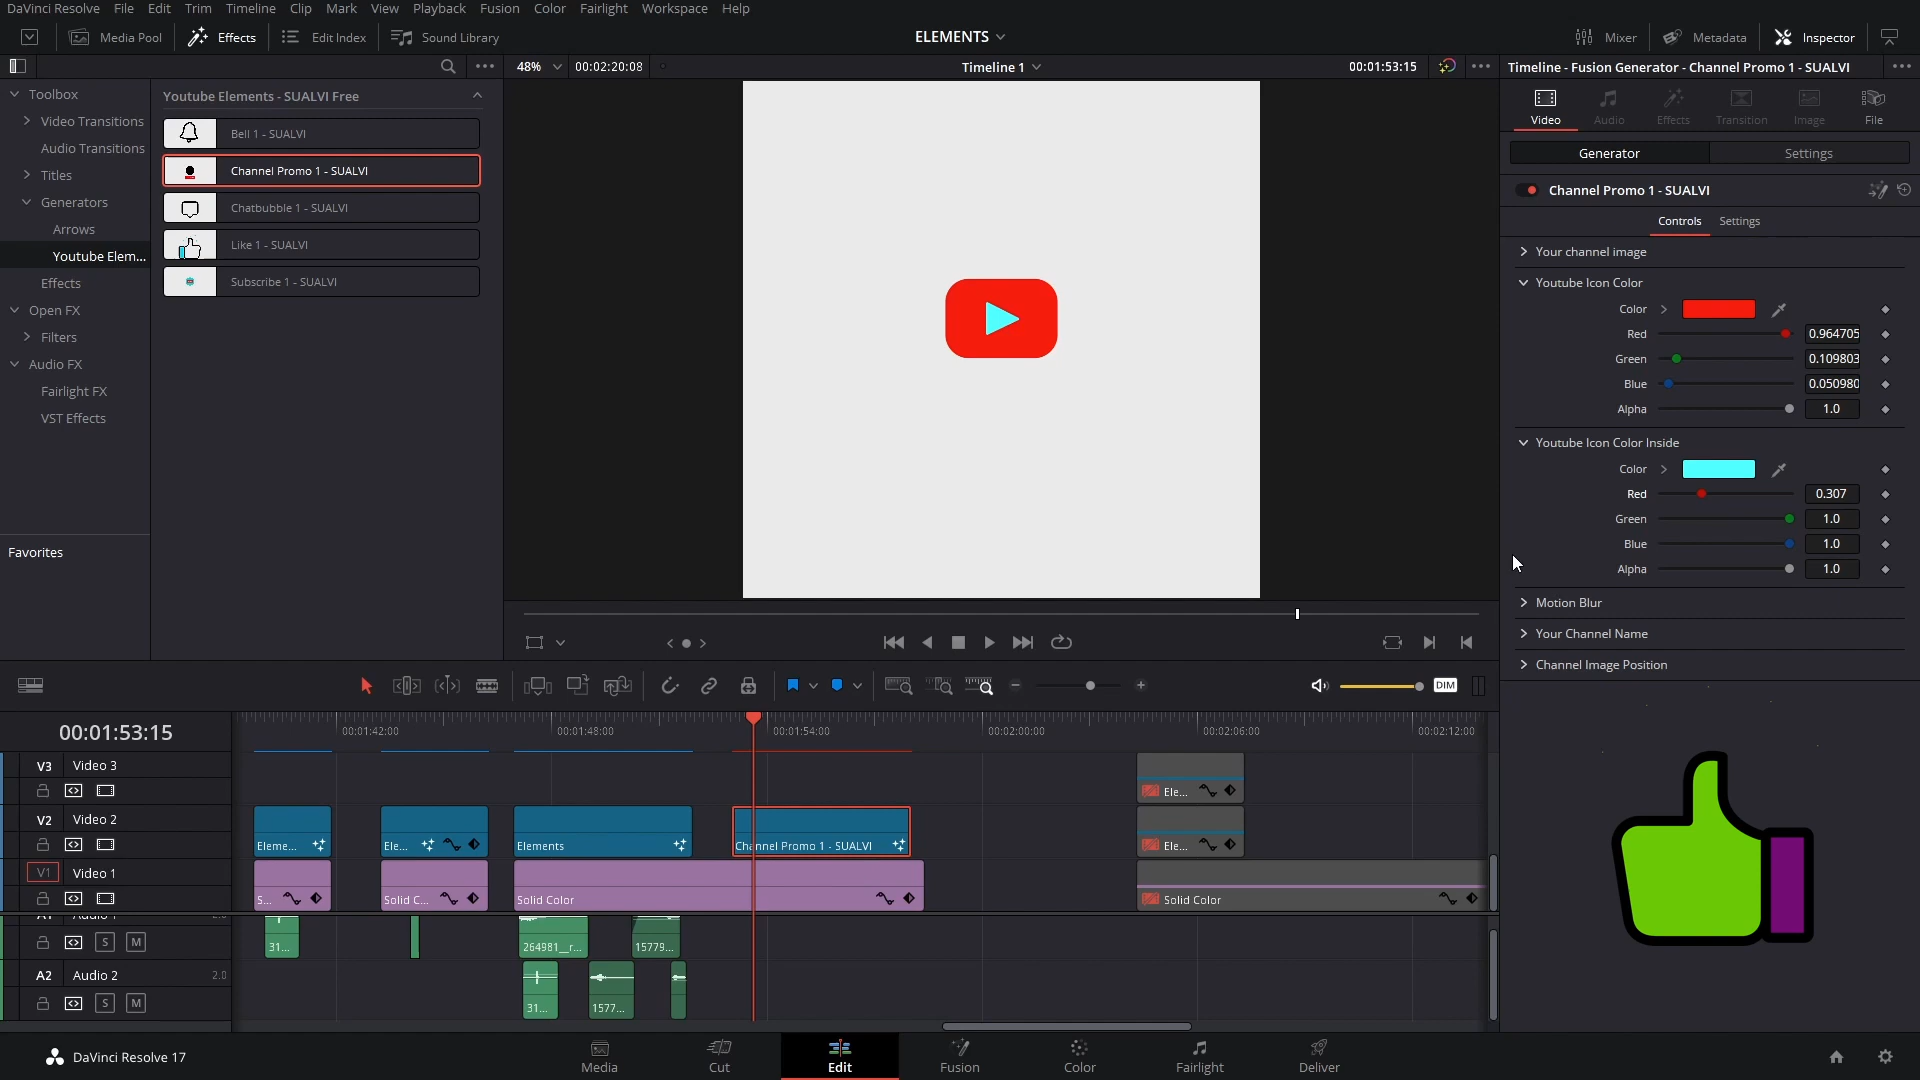 DaVinci Resolve File Edit Trim Timeline Clip Mark View Playback Fusion Color Fairlight Workspace Help
Media Pool Effects Edit Index Sound Library ELEMENTS Mixer Metadata Inspector
48% 00:02:20:08 Timeline 1 00:01:53:15 Timeline - Fusion Generator - Channel Promo 1 - SUALVI
Toolbox
Video Transitions
Audio Transitions
Titles
Generators
Arrows
Youtube Elem...
Effects
Open FX
Filters
Audio FX
Fairlight FX
VST Effects
Favorites
Youtube Elements - SUALVI Free
Bell 1 - SUALVI
Channel Promo 1 - SUALVI
Chatbubble 1 - SUALVI
Like 1 - SUALVI
Subscribe 1 - SUALVI
Video Audio Effects Transition Image File
Generator Settings
Channel Promo 1 - SUALVI
Controls Settings
Your channel image
Youtube Icon Color
Color
Red 0.964705
Green 0.109803
Blue 0.050980
Alpha 1.0
Youtube Icon Color Inside
Color
Red 0.307
Green 1.0
Blue 1.0
Alpha 1.0
Motion Blur
Your Channel Name
Channel Image Position
DIM
00:01:53:15 00:01:42:00 00:01:48:00 00:01:54:00 00:02:00:00 00:02:06:00 00:02:12:00
V3 Video 3
Ele...
V2 Video 2
Eleme... Ele... Elements Channel Promo 1 - SUALVI Ele...
V1 Video 1
S... Solid C... Solid Color Solid Color
S M 31... 264981__r... 15779...
A2 Audio 2 2.0
S M 31... 1577...
DaVinci Resolve 17 Media Cut Edit Fusion Color Fairlight Deliver